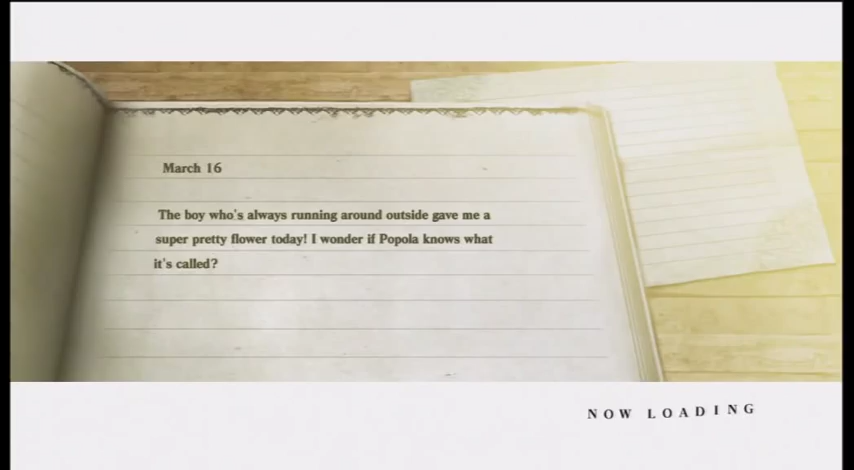 March 16
The boy who's always running around outside gave me a
super pretty flower today! I wonder if Popola knows what
it's called?
NOW LOADING